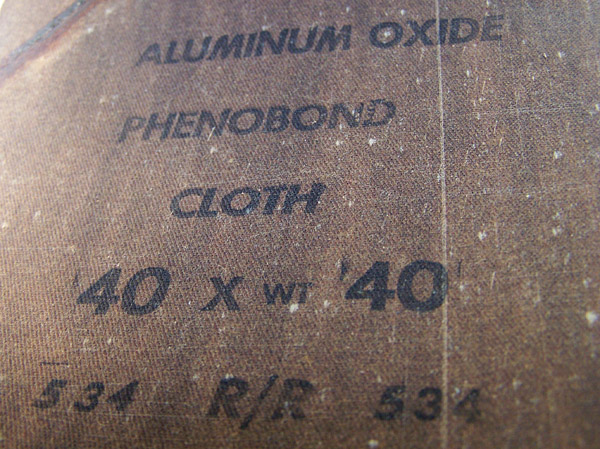 ALUMINUM OXIDE
PHENOBOND
CLOTH
'40 X WT '40'
534 R/R 534